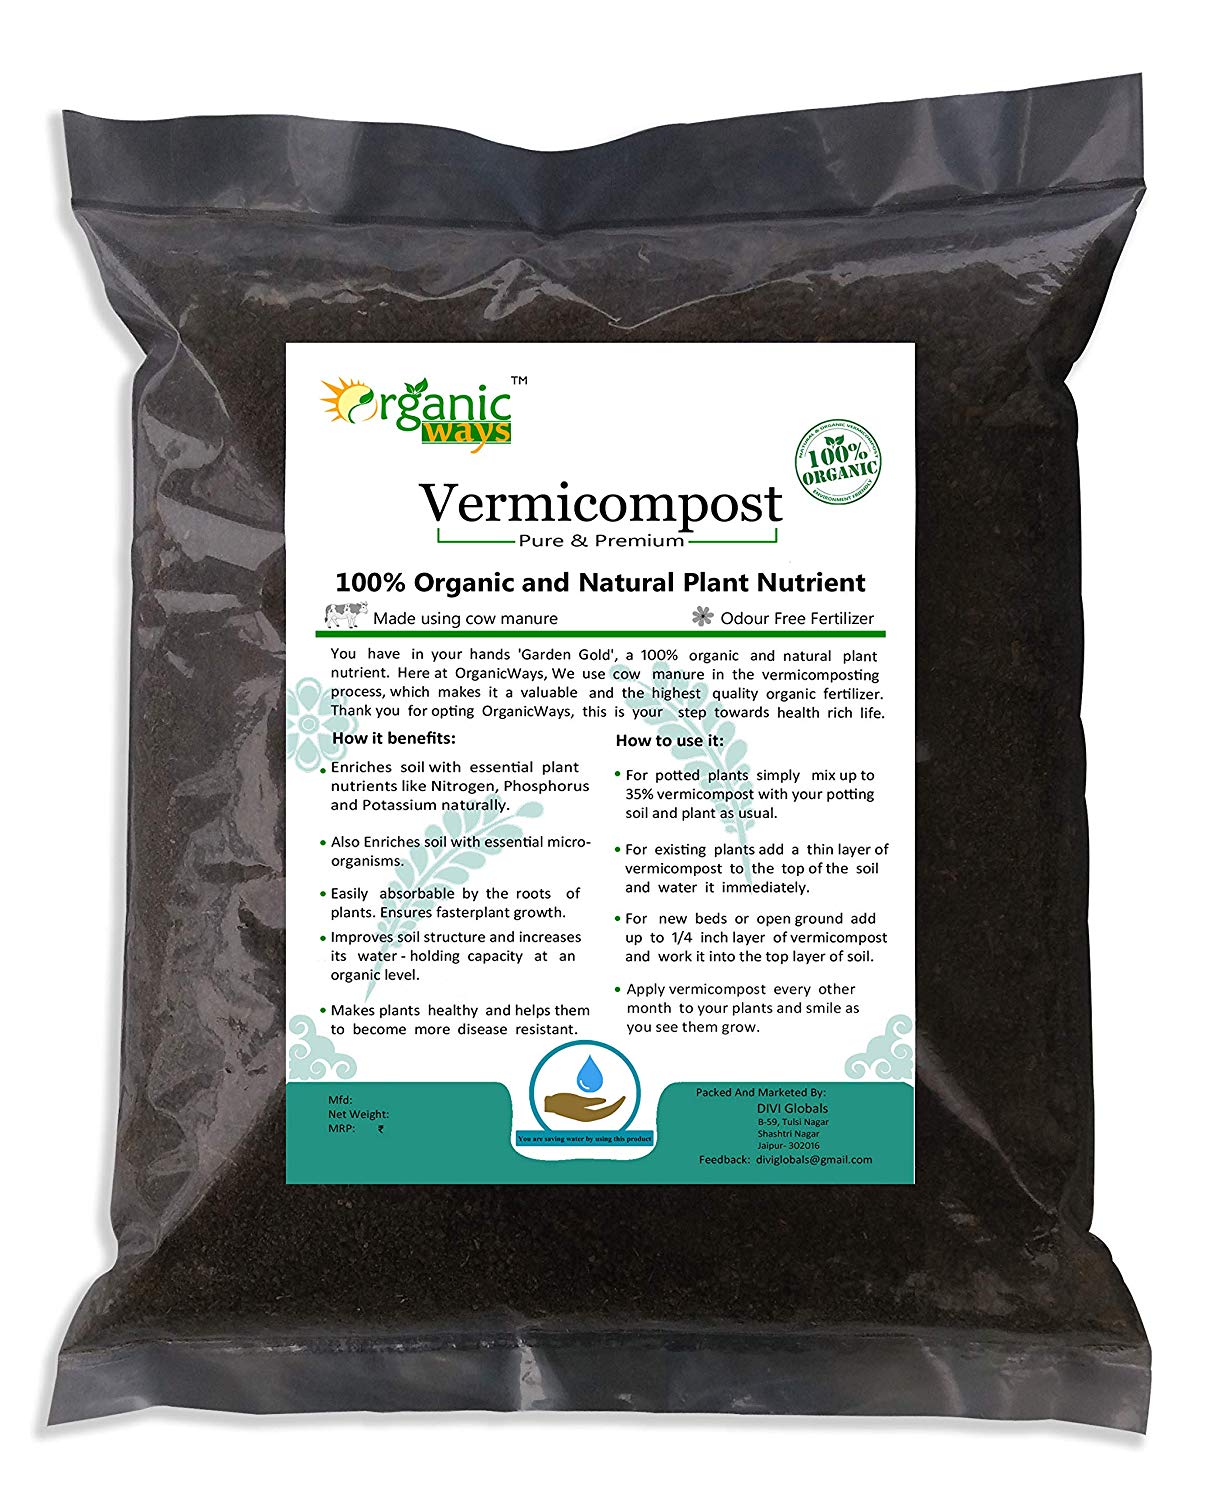 Organic™
ways
NATURAL & ORGANIC VERMICOMPOST
100%
ORGANIC
ENVIRONMENT FRIENDLY
Vermicompost
Pure & Premium
100% Organic and Natural Plant Nutrient
Made using cow manure
Odour Free Fertilizer
You have in your hands 'Garden Gold', a 100% organic and natural plant
nutrient. Here at OrganicWays, We use cow manure in the vermicomposting
process, which makes it a valuable and the highest quality organic fertilizer.
Thank you for opting OrganicWays, this is your step towards health rich life.
How it benefits:
• Enriches soil with essential plant
nutrients like Nitrogen, Phosphorus
and Potassium naturally.
• Also Enriches soil with essential micro-
organisms.
• Easily absorbable by the roots of
plants. Ensures fasterplant growth.
• Improves soil structure and increases
its water - holding capacity at an
organic level.
• Makes plants healthy and helps them
to become more disease resistant.
How to use it:
• For potted plants simply mix up to
35% vermicompost with your potting
soil and plant as usual.
• For existing plants add a thin layer of
vermicompost to the top of the soil
and water it immediately.
• For new beds or open ground add
up to 1/4 inch layer of vermicompost
and work it into the top layer of soil.
• Apply vermicompost every other
month to your plants and smile as
you see them grow.
Mfd:
Net Weight:
MRP: ₹
You are saving water by using this product
Packed And Marketed By:
DIVI Globals
B-59, Tulsi Nagar
Shashtri Nagar
Jaipur- 302016
Feedback: diviglobals@gmail.com